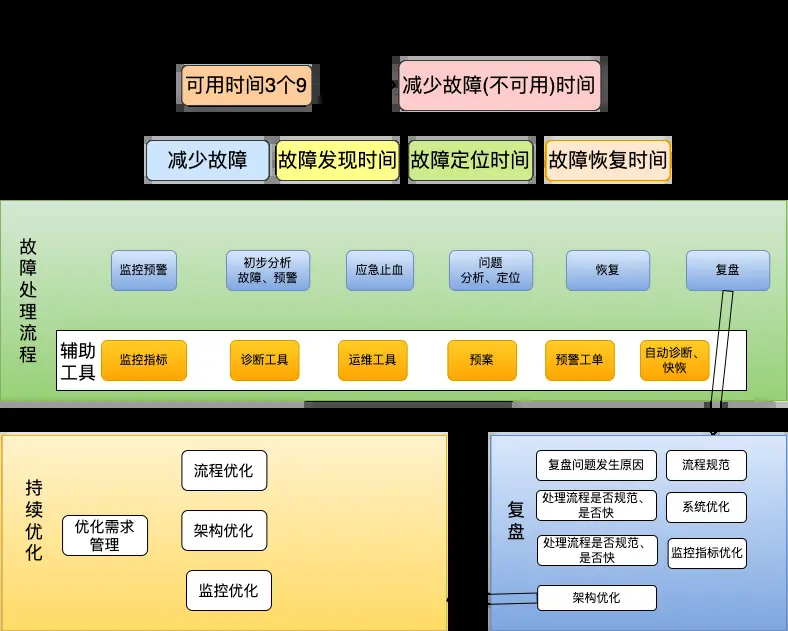 可用时间3个9
减少故障(不可用)时间
减少故障
故障发现时间
故障定位时间
故障恢复时间
故障处理流程
监控预警
初步分析
故障、预警
应急止血
问题
分析、定位
恢复
复盘
辅助
工具
监控指标
诊断工具
运维工具
预案
预警工单
自动诊断、
快恢
持续优化
优化需求
管理
流程优化
架构优化
监控优化
复盘
复盘问题发生原因
流程规范
处理流程是否规范、
是否快
系统优化
处理流程是否规范、
是否快
监控指标优化
架构优化